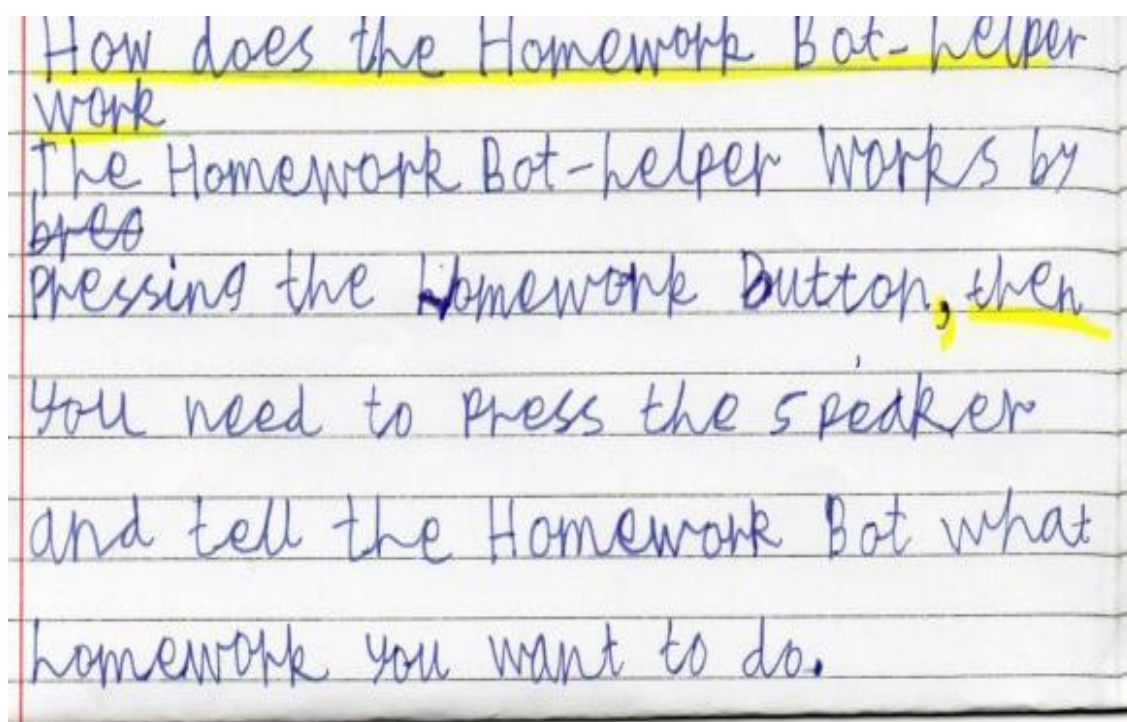 How does the Homework Bot-helper
work
The Homework Bot-helper works by
pressing the Homework Button, then
you need to press the speaker
and tell the Homework Bot what
homework you want to do.